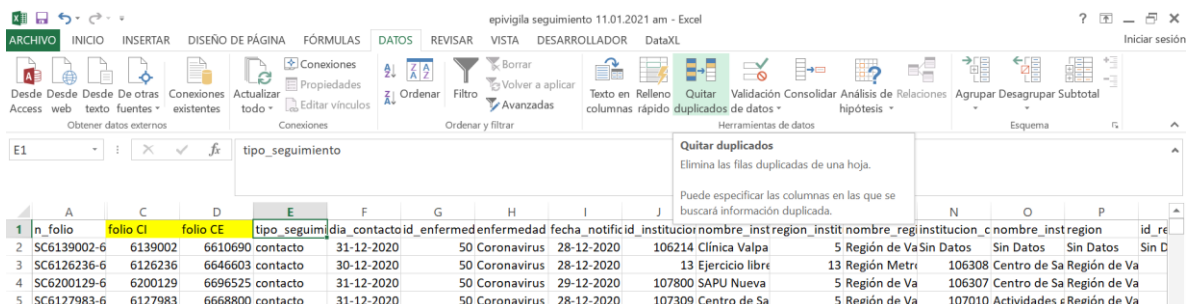 epivigila seguimiento 11.01.2021 am - Excel
ARCHIVO INICIO INSERTAR DISEÑO DE PÁGINA FÓRMULAS DATOS REVISAR VISTA DESARROLLADOR DataXL Iniciar sesión
Desde Access
Desde web
Desde texto
De otras fuentes
Conexiones existentes
Obtener datos externos
Actualizar todo
Conexiones
Propiedades
Editar vínculos
Conexiones
Ordenar
Filtro
Borrar
Volver a aplicar
Avanzadas
Ordenar y filtrar
Texto en columnas
Relleno rápido
Quitar duplicados
Validación de datos
Consolidar
Análisis de hipótesis
Relaciones
Herramientas de datos
Agrupar
Desagrupar
Subtotal
Esquema
E1 fx tipo_seguimiento
Quitar duplicados
Elimina las filas duplicadas de una hoja.
Puede especificar las columnas en las que se
buscará información duplicada.
A C D E F G H I J N O P
1 n_folio folio CI folio CE tipo_seguimi dia_contacto id_enfermed enfermedad fecha_notific id_institucion nombre_inst region_instit nombre_regi institucion_c nombre_inst region id_re
2 SC6139002-6 6139002 6610690 contacto 31-12-2020 50 Coronavirus 28-12-2020 106214 Clínica Valpa 5 Región de Va Sin Datos Sin Datos Sin Datos Sin D
3 SC6126236-6 6126236 6646603 contacto 30-12-2020 50 Coronavirus 28-12-2020 13 Ejercicio libre 13 Región Metr 106308 Centro de Sa Región de Va
4 SC6200129-6 6200129 6696525 contacto 31-12-2020 50 Coronavirus 29-12-2020 107800 SAPU Nueva 5 Región de Va 106307 Centro de Sa Región de Va
5 SC6127983-6 6127983 6668800 contacto 31-12-2020 50 Coronavirus 28-12-2020 107309 Centro de Sa 5 Región de Va 107010 Actividades g Región de Va